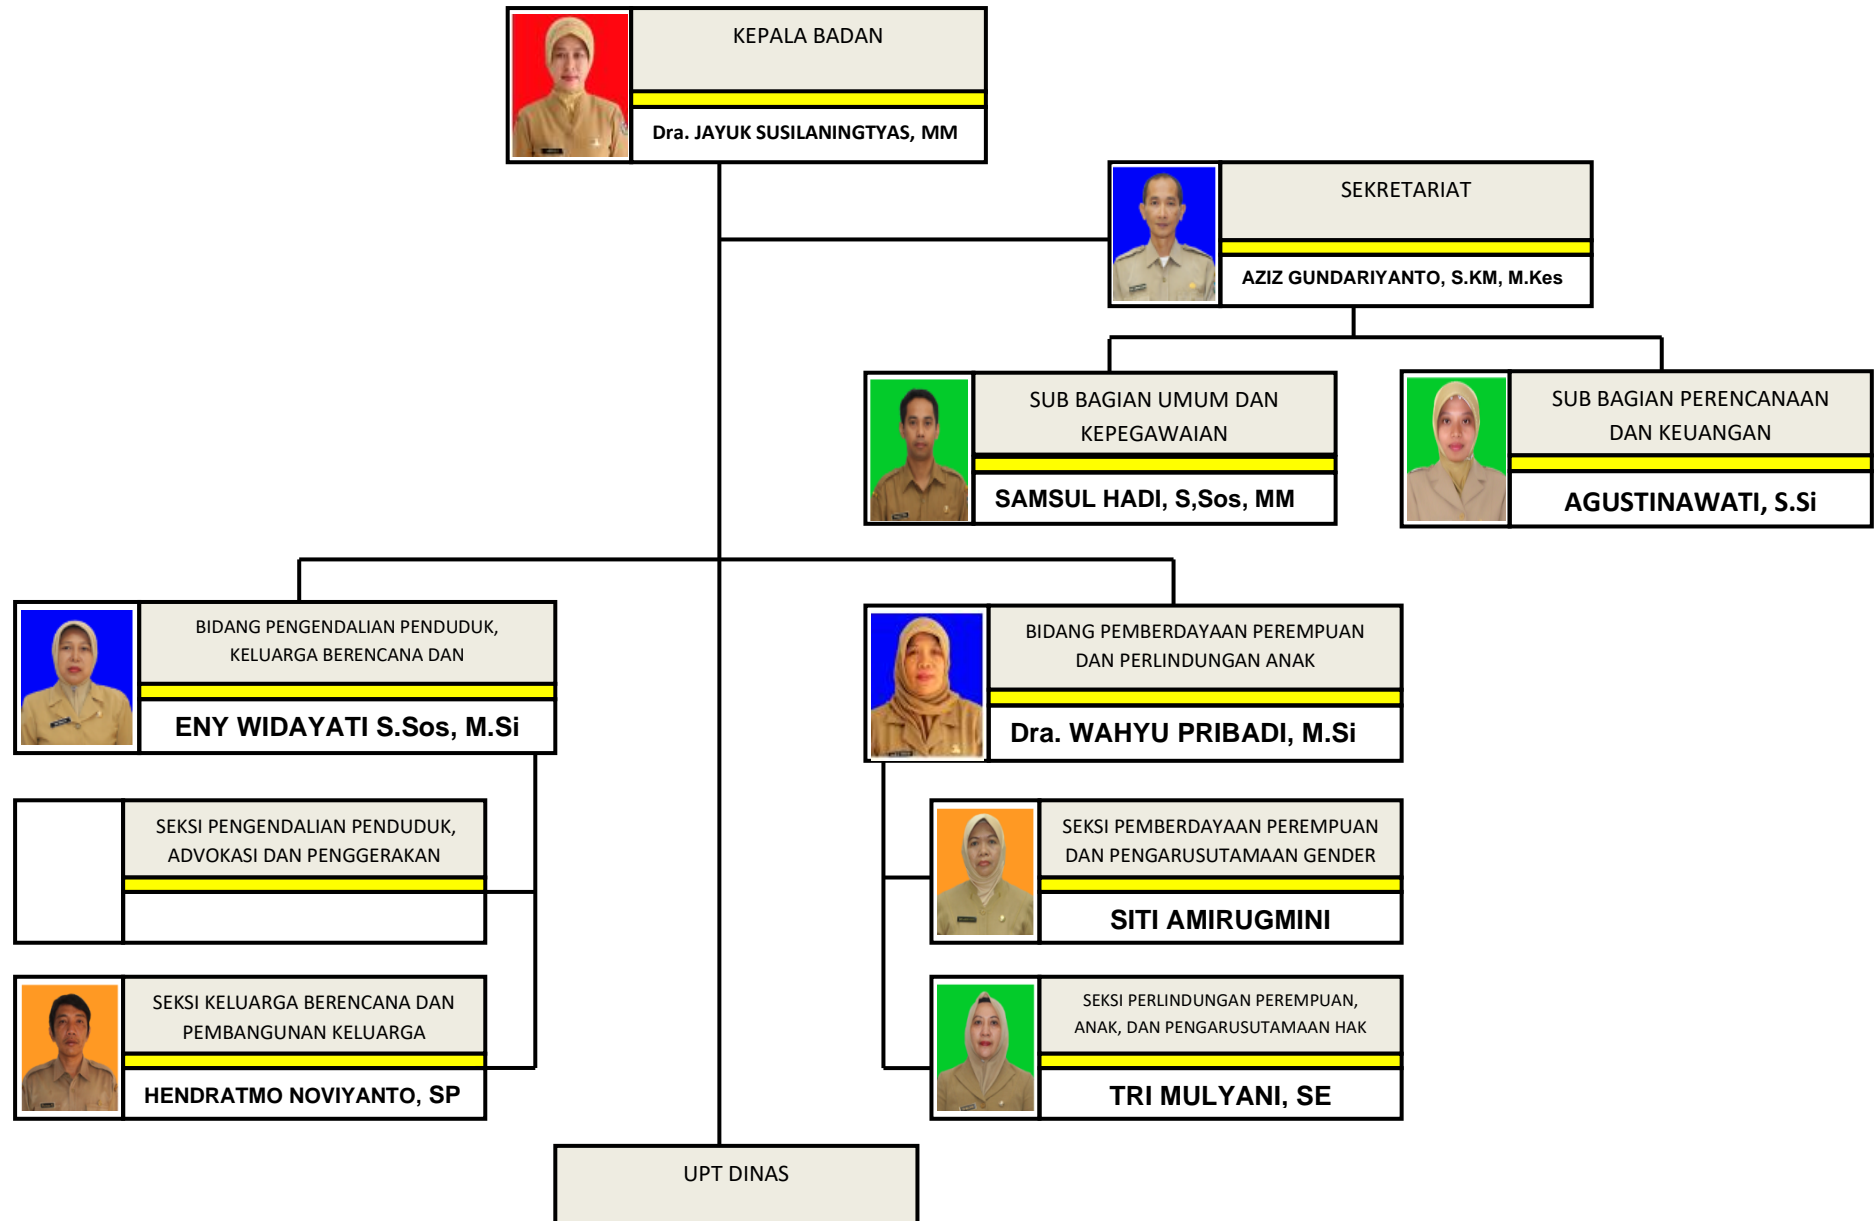 KEPALA BADAN
Dra. JAYUK SUSILANINGTYAS, MM
SEKRETARIAT
AZIZ GUNDARIYANTO, S.KM, M.Kes
SUB BAGIAN UMUM DAN
KEPEGAWAIAN
SAMSUL HADI, S,Sos, MM
SUB BAGIAN PERENCANAAN
DAN KEUANGAN
AGUSTINAWATI, S.Si
BIDANG PENGENDALIAN PENDUDUK,
KELUARGA BERENCANA DAN
ENY WIDAYATI S.Sos, M.Si
BIDANG PEMBERDAYAAN PEREMPUAN
DAN PERLINDUNGAN ANAK
Dra. WAHYU PRIBADI, M.Si
SEKSI PENGENDALIAN PENDUDUK,
ADVOKASI DAN PENGGERAKAN
SEKSI PEMBERDAYAAN PEREMPUAN
DAN PENGARUSUTAMAAN GENDER
SITI AMIRUGMINI
SEKSI KELUARGA BERENCANA DAN
PEMBANGUNAN KELUARGA
HENDRATMO NOVIYANTO, SP
SEKSI PERLINDUNGAN PEREMPUAN,
ANAK, DAN PENGARUSUTAMAAN HAK
TRI MULYANI, SE
UPT DINAS